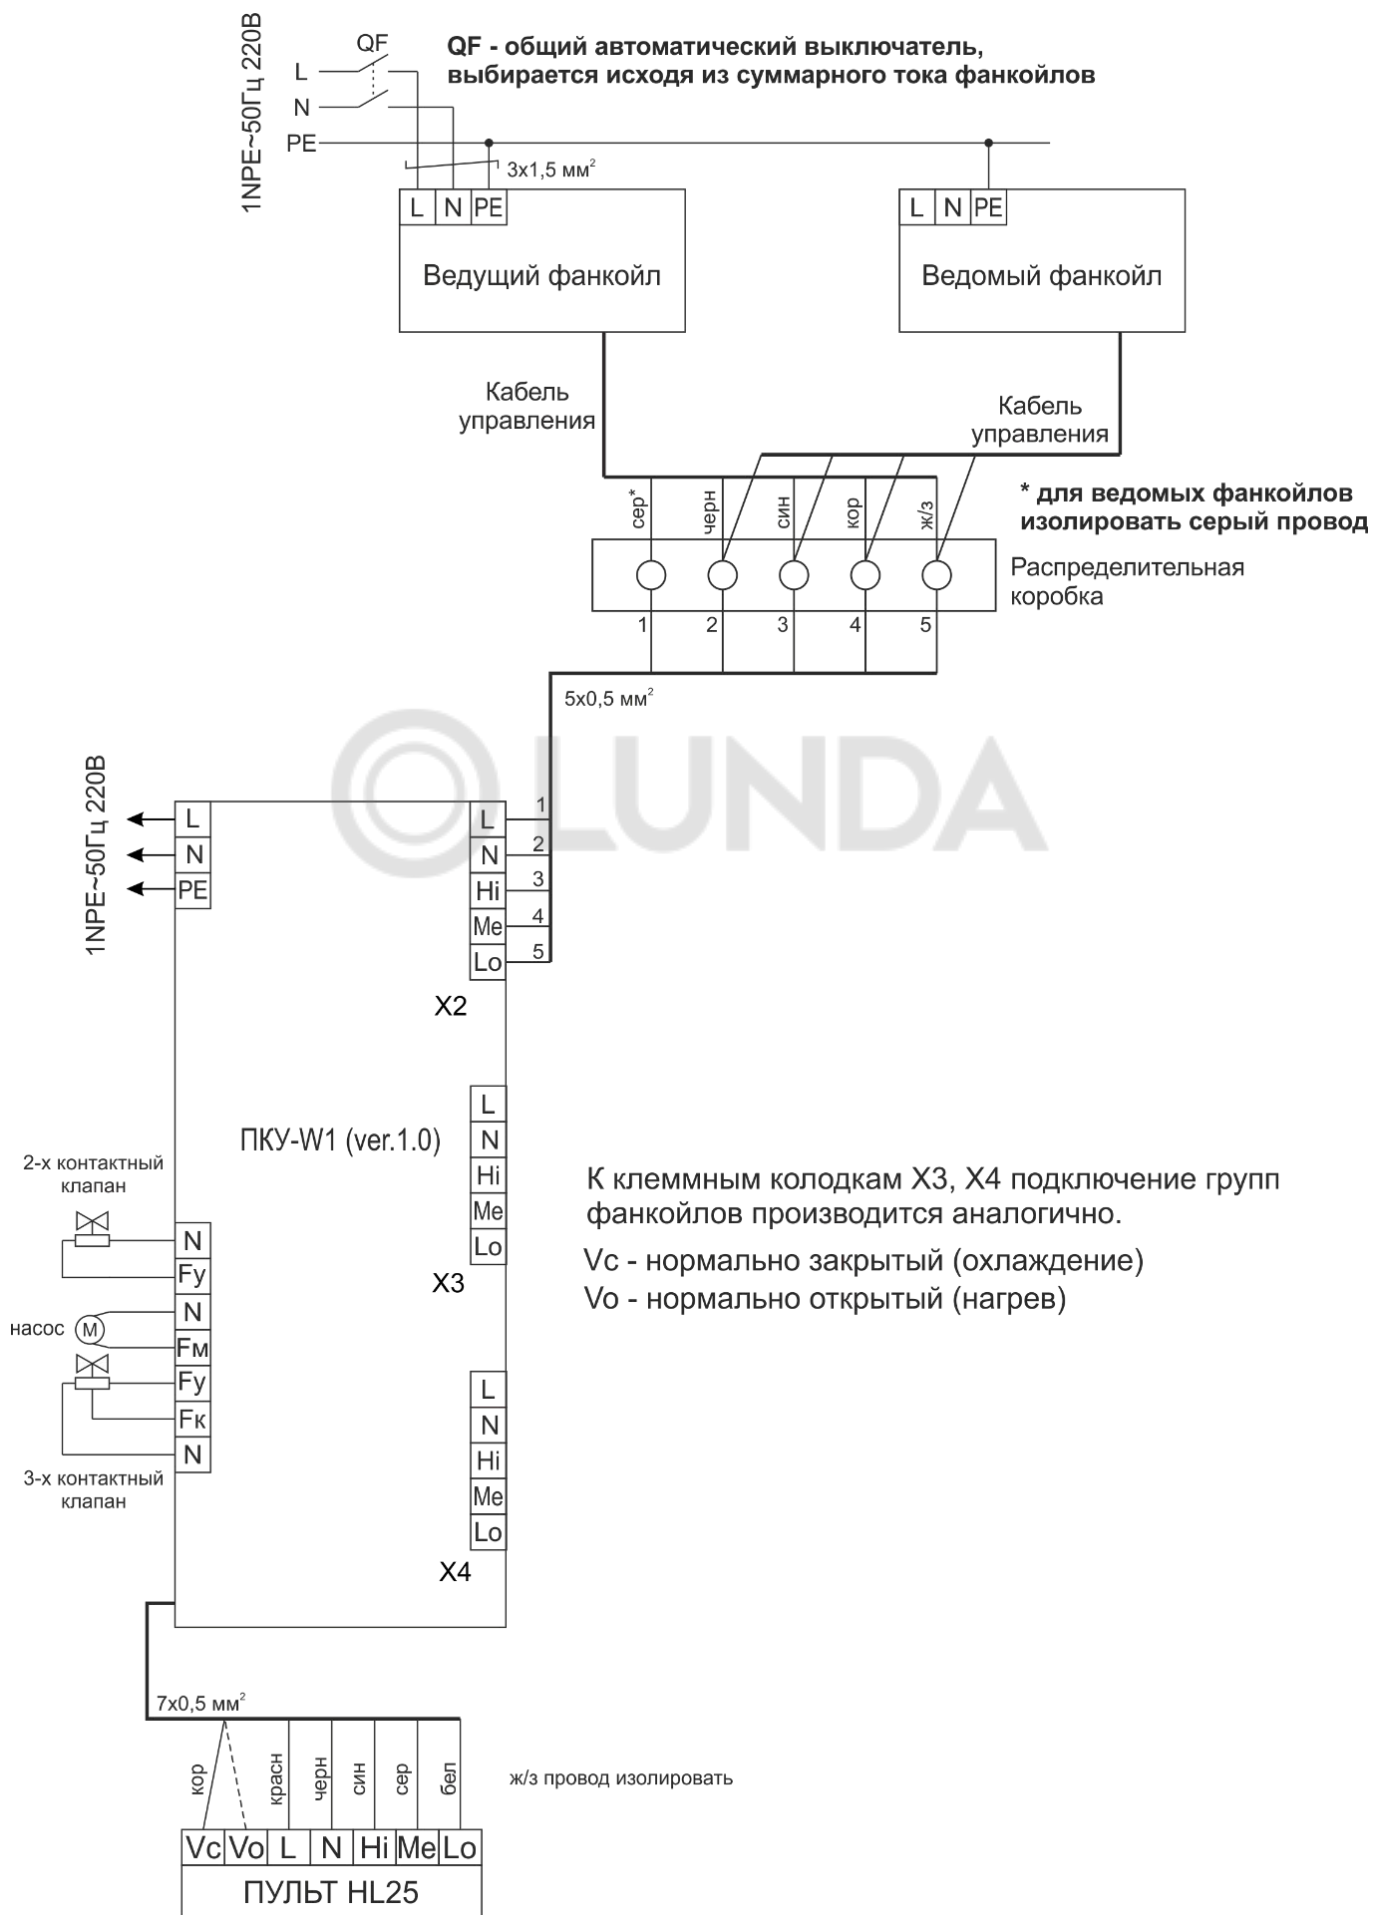 1NPE~50Гц 220В
QF
L
N
PE
QF - общий автоматический выключатель,
выбирается исходя из суммарного тока фанкойлов
3x1,5 мм²
L N PE
Ведущий фанкойл
L N PE
Ведомый фанкойл
Кабель
управления
Кабель
управления
сер* черн син кор ж/з
* для ведомых фанкойлов
изолировать серый провод
Распределительная
коробка
1 2 3 4 5
5x0,5 мм²
LUNDA
1NPE~50Гц 220В
L
N
PE
L 1
N 2
Hi 3
Me 4
Lo 5
X2
ПКУ-W1 (ver.1.0)
L
N
Hi
Me
Lo
X3
К клеммным колодкам X3, X4 подключение групп
фанкойлов производится аналогично.
Vc - нормально закрытый (охлаждение)
Vo - нормально открытый (нагрев)
2-х контактный
клапан
N
Fy
насос M
N
Fм
Fy
Fк
N
3-х контактный
клапан
L
N
Hi
Me
Lo
X4
7x0,5 мм²
кор красн черн син сер бел
ж/з провод изолировать
Vc Vo L N Hi Me Lo
ПУЛЬТ HL25